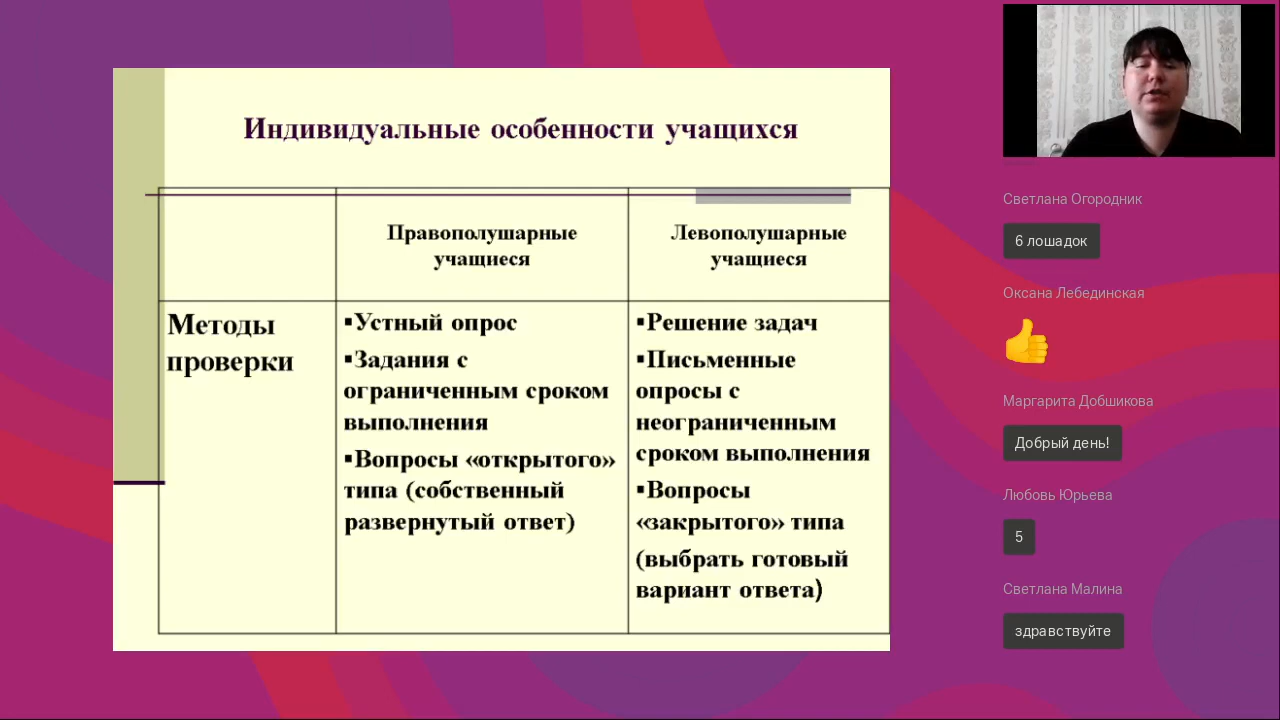 Индивидуальные особенности учащихся
Правополушарные
учащиеся
Левополушарные
учащиеся
Методы
проверки
▪Устный опрос
▪Задания с
ограниченным сроком
выполнения
▪Вопросы «открытого»
типа (собственный
развернутый ответ)
▪Решение задач
▪Письменные
опросы с
неограниченным
сроком выполнения
▪Вопросы
«закрытого» типа
(выбрать готовый
вариант ответа)
Светлана Огородник
6 лошадок
Оксана Лебединская
👍
Маргарита Добшикова
Добрый день!
Любовь Юрьева
5
Светлана Малина
здравствуйте